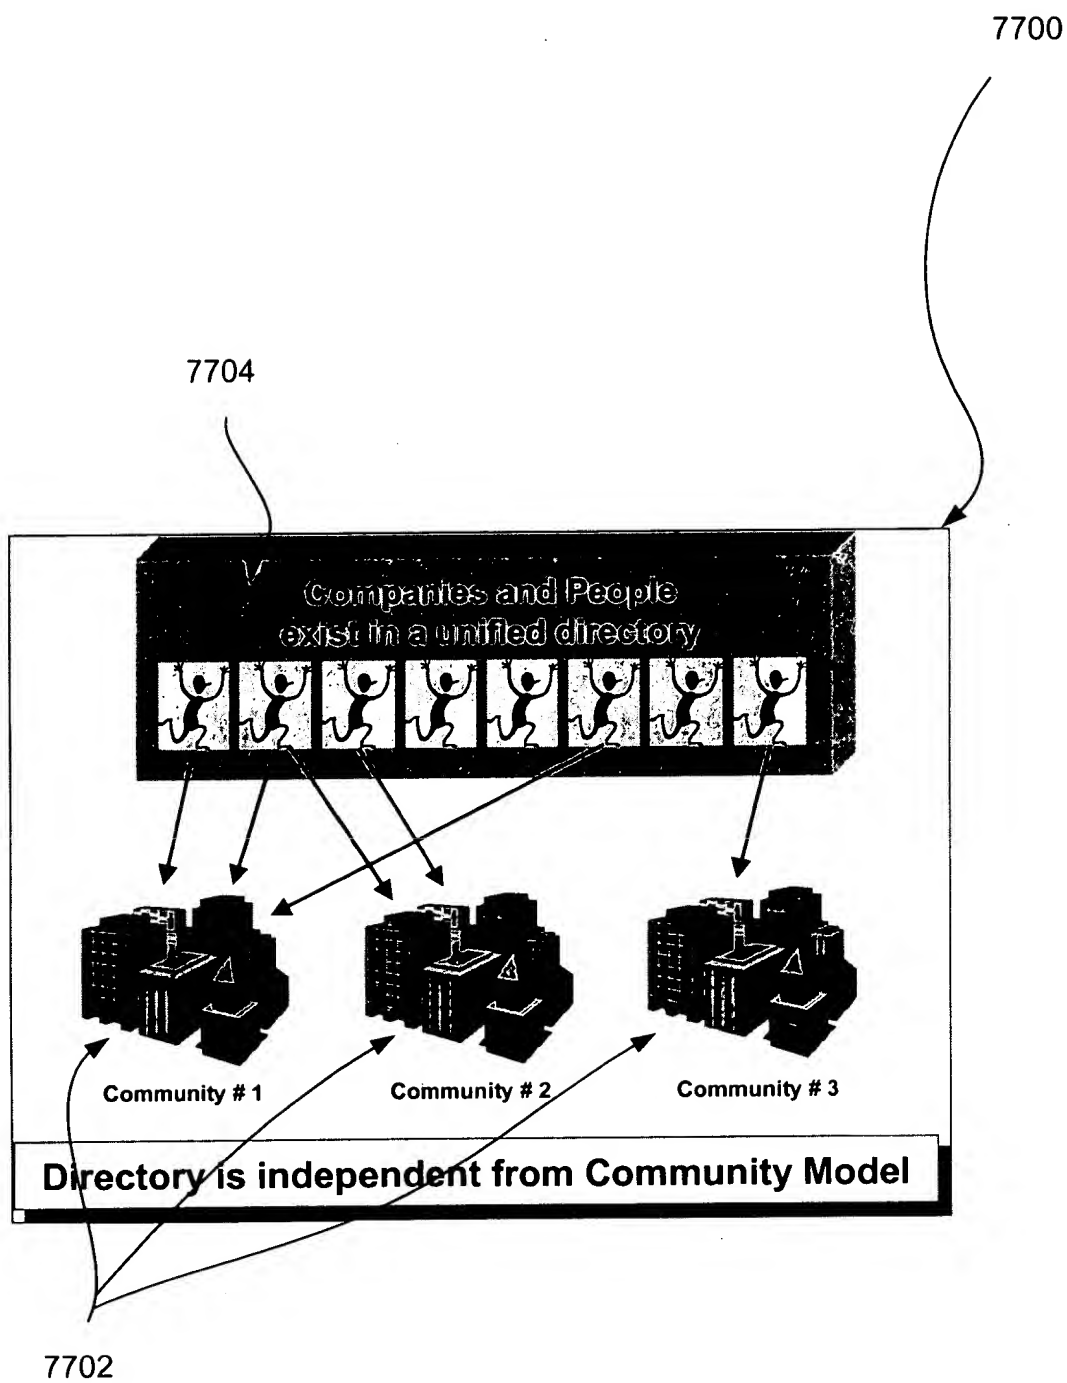 7700
7704
Companies and People
exist in a unified directory
Community # 1
Community # 2
Community # 3
Directory is independent from Community Model
7702